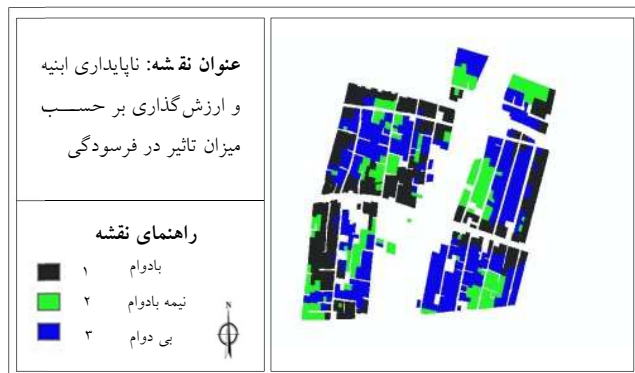 عنوان نقشه: ناپایداری ابنیه
و ارزش‌گذاری بر حسب
میزان تاثیر در فرسودگی
راهنمای نقشه
بادوام ۱
نیمه بادوام ۲
بی دوام ۳
N